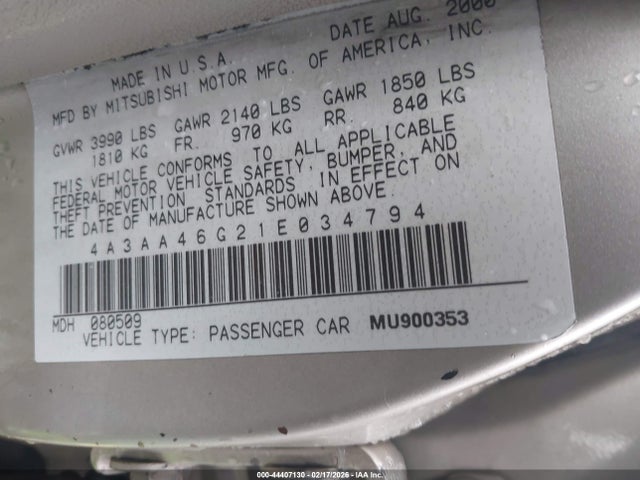 MADE IN U.S.A. DATE AUG. 2000
MFD BY MITSUBISHI MOTOR MFG. OF AMERICA, INC.
GVWR 3990 LBS GAWR 2140 LBS GAWR 1850 LBS
1810 KG FR. 970 KG RR. 840 KG
THIS VEHICLE CONFORMS TO ALL APPLICABLE
FEDERAL MOTOR VEHICLE SAFETY, BUMPER, AND
THEFT PREVENTION STANDARDS IN EFFECT ON
THE DATE OF MANUFACTURE SHOWN ABOVE.
4A3AA46G21E034794
MDH 080509
VEHICLE TYPE: PASSENGER CAR MU900353
000-44407130 - 02/17/2026 - IAAI.COM